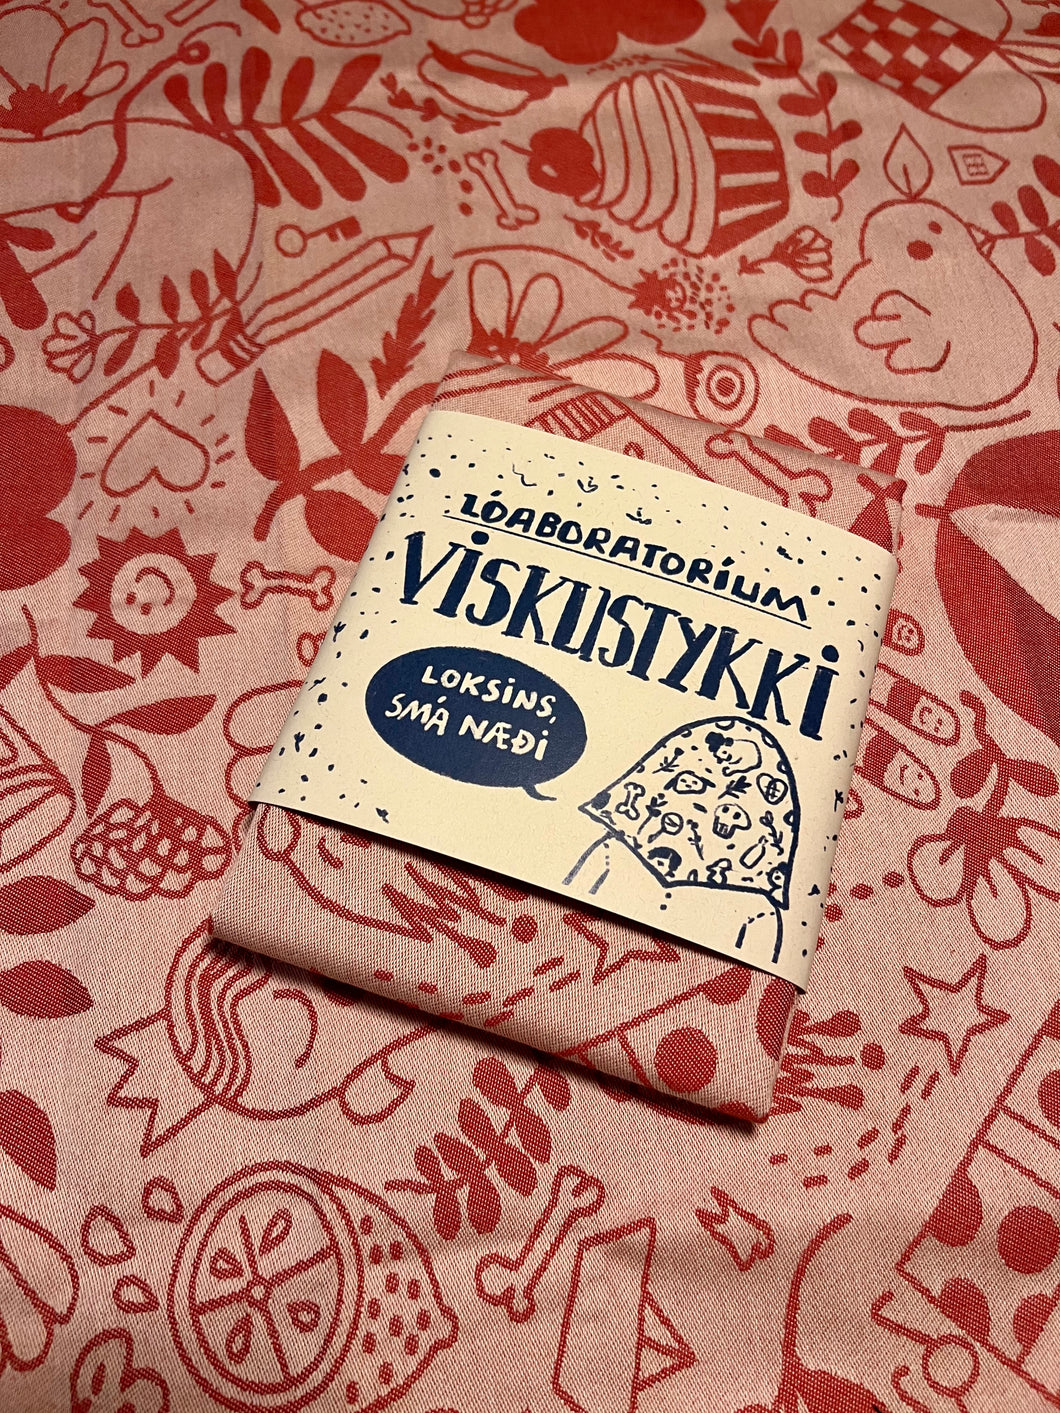 LÓABORATORÍUM
VISKUSTYKKI
LOKSINS,
SMÁ NÆÐI